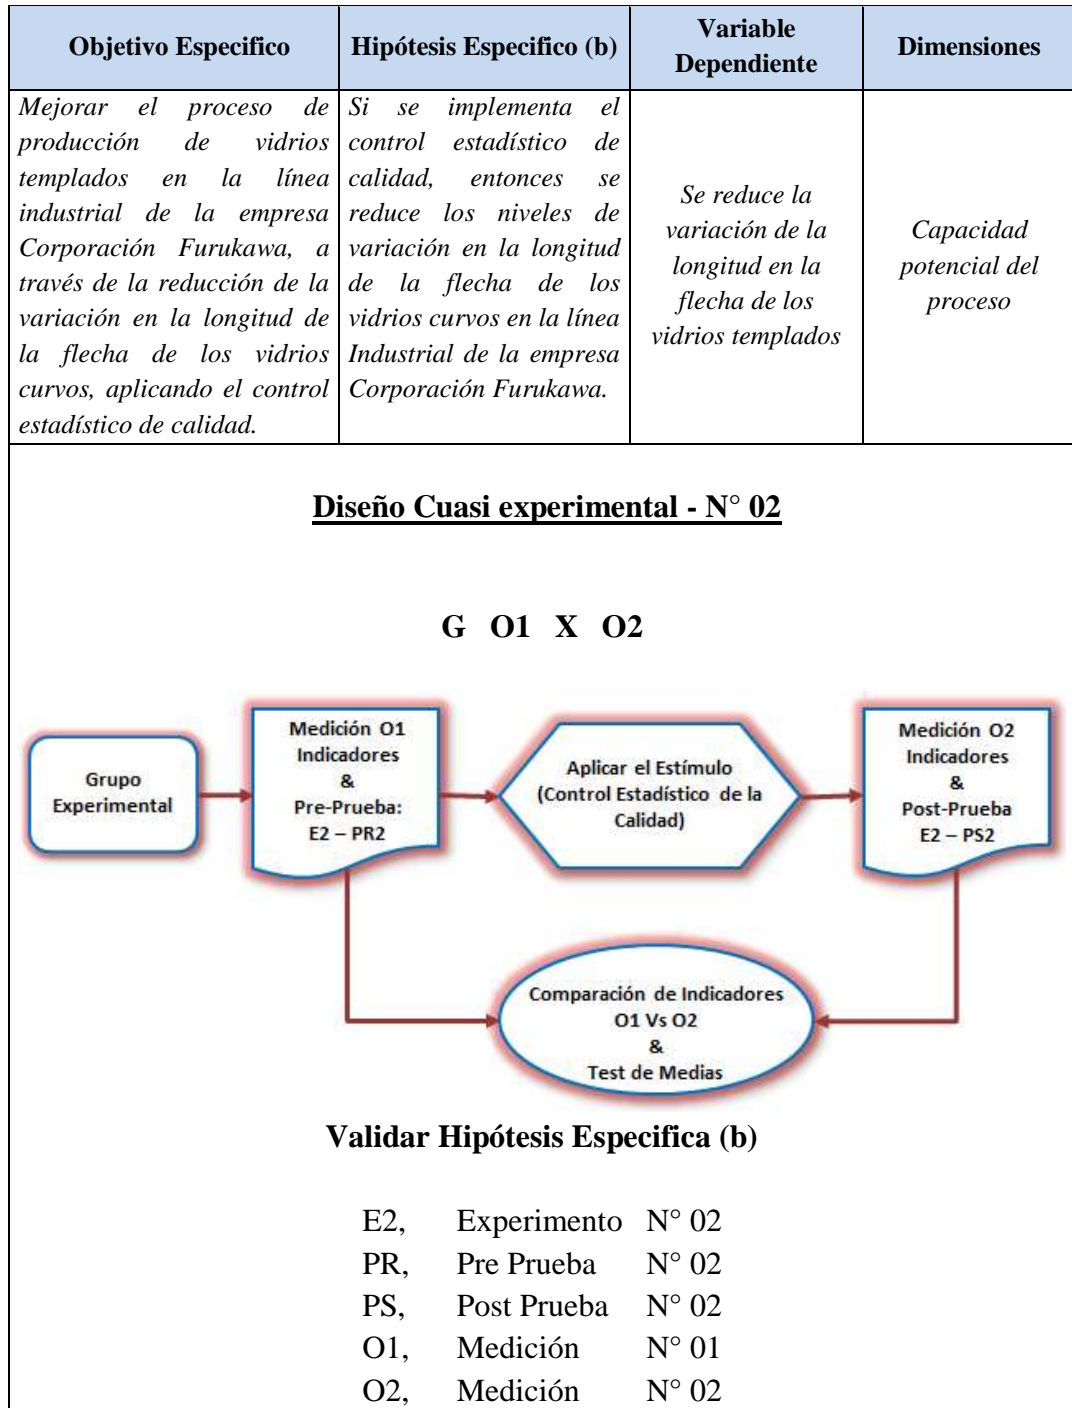 Objetivo Especifico
Hipótesis Especifico (b)
Variable
Dependiente
Dimensiones
Mejorar el proceso de
producción de vidrios
templados en la línea
industrial de la empresa
Corporación Furukawa, a
través de la reducción de la
variación en la longitud de
la flecha de los vidrios
curvos, aplicando el control
estadístico de calidad.
Si se implementa el
control estadístico de
calidad, entonces se
reduce los niveles de
variación en la longitud
de la flecha de los
vidrios curvos en la línea
Industrial de la empresa
Corporación Furukawa.
Se reduce la
variación de la
longitud en la
flecha de los
vidrios templados
Capacidad
potencial del
proceso
Diseño Cuasi experimental - N° 02
G O1 X O2
Grupo
Experimental
Medición O1
Indicadores
&
Pre-Prueba:
E2 – PR2
Aplicar el Estímulo
(Control Estadístico de la
Calidad)
Medición O2
Indicadores
&
Post-Prueba
E2 – PS2
Comparación de Indicadores
O1 Vs O2
&
Test de Medias
Validar Hipótesis Especifica (b)
E2, Experimento N° 02
PR, Pre Prueba N° 02
PS, Post Prueba N° 02
O1, Medición N° 01
O2, Medición N° 02